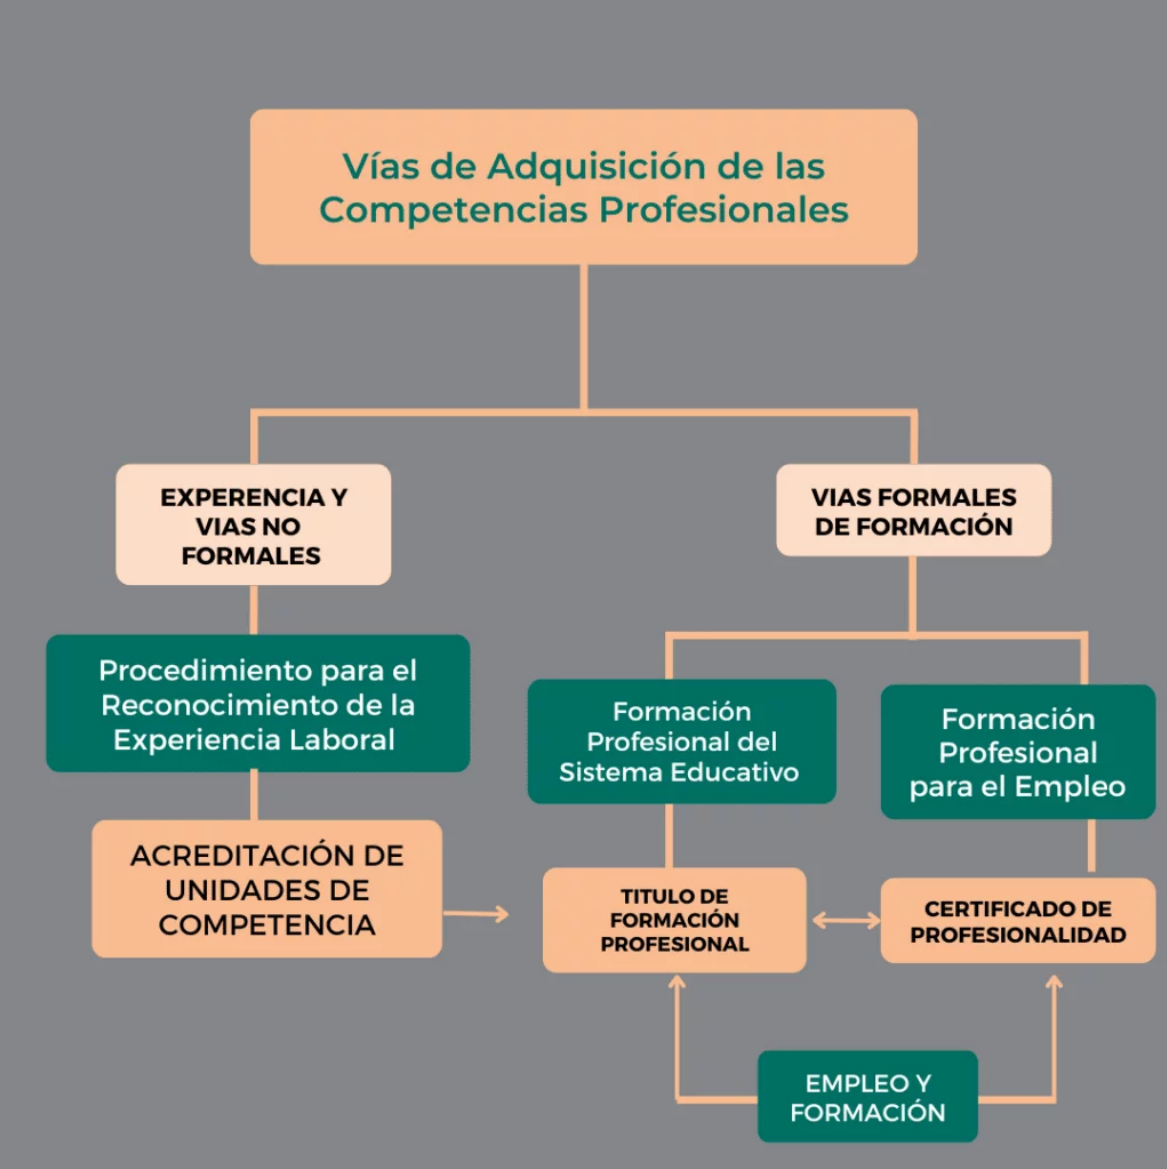 Vías de Adquisición de las
Competencias Profesionales
EXPERENCIA Y
VIAS NO
FORMALES
VIAS FORMALES
DE FORMACIÓN
Procedimiento para el
Reconocimiento de la
Experiencia Laboral
Formación
Profesional del
Sistema Educativo
Formación
Profesional
para el Empleo
ACREDITACIÓN DE
UNIDADES DE
COMPETENCIA
TITULO DE
FORMACIÓN
PROFESIONAL
CERTIFICADO DE
PROFESIONALIDAD
EMPLEO Y
FORMACIÓN